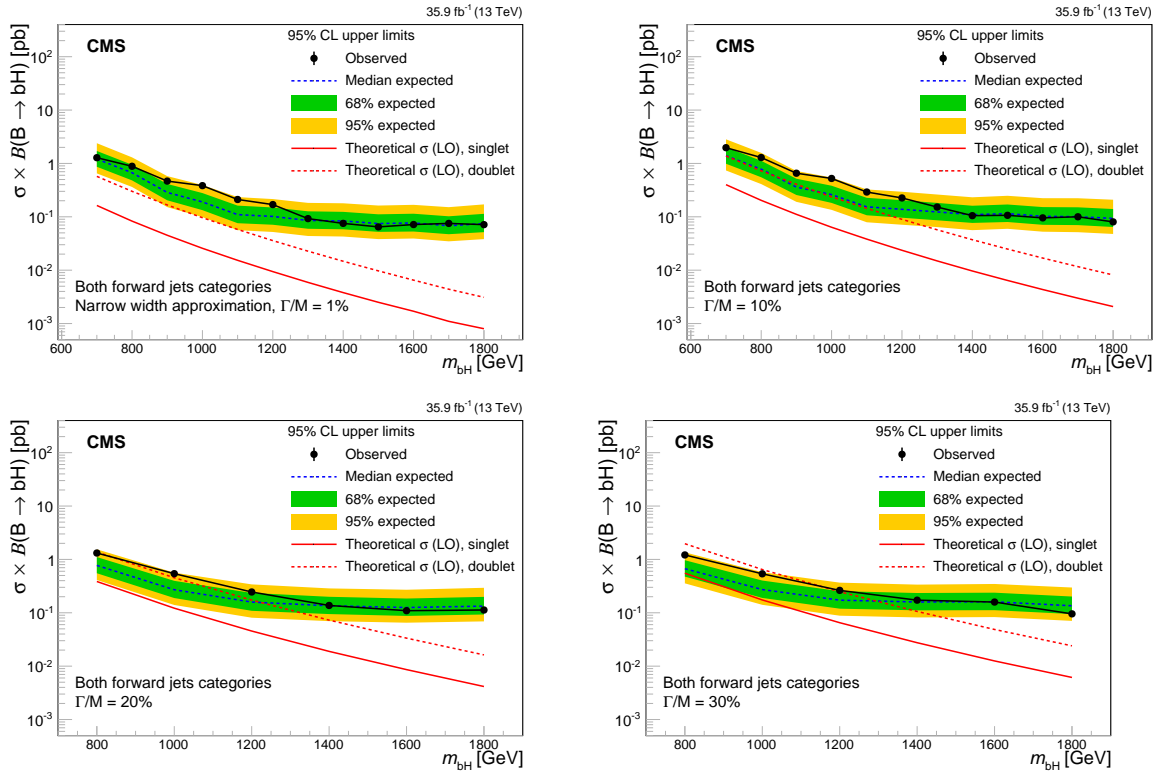 35.9 fb⁻¹ (13 TeV)
CMS
95% CL upper limits
Observed
Median expected
68% expected
95% expected
Theoretical σ (LO), singlet
Theoretical σ (LO), doublet
σ × B(B → bH) [pb]
10²
10
1
10⁻¹
10⁻²
10⁻³
Both forward jets categories
Narrow width approximation, Γ/M = 1%
600 800 1000 1200 1400 1600 1800
m_bH [GeV]
35.9 fb⁻¹ (13 TeV)
CMS
95% CL upper limits
Observed
Median expected
68% expected
95% expected
Theoretical σ (LO), singlet
Theoretical σ (LO), doublet
σ × B(B → bH) [pb]
10²
10
1
10⁻¹
10⁻²
10⁻³
Both forward jets categories
Γ/M = 10%
600 800 1000 1200 1400 1600 1800
m_bH [GeV]
35.9 fb⁻¹ (13 TeV)
CMS
95% CL upper limits
Observed
Median expected
68% expected
95% expected
Theoretical σ (LO), singlet
Theoretical σ (LO), doublet
σ × B(B → bH) [pb]
10²
10
1
10⁻¹
10⁻²
10⁻³
Both forward jets categories
Γ/M = 20%
800 1000 1200 1400 1600 1800
m_bH [GeV]
35.9 fb⁻¹ (13 TeV)
CMS
95% CL upper limits
Observed
Median expected
68% expected
95% expected
Theoretical σ (LO), singlet
Theoretical σ (LO), doublet
σ × B(B → bH) [pb]
10²
10
1
10⁻¹
10⁻²
10⁻³
Both forward jets categories
Γ/M = 30%
800 1000 1200 1400 1600 1800
m_bH [GeV]